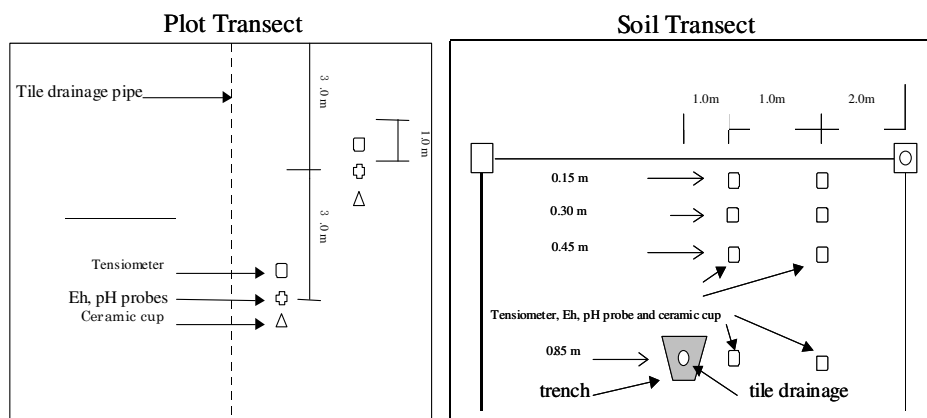 Plot Transect
Tile drainage pipe
3.0m
1.0m
3.0m
Tensiometer
Eh, pH probes
Ceramic cup
Soil Transect
1.0m
1.0m
2.0m
0.15 m
0.30 m
0.45 m
Tensiometer, Eh, pH probe and ceramic cup
0.85 m
trench
tile drainage